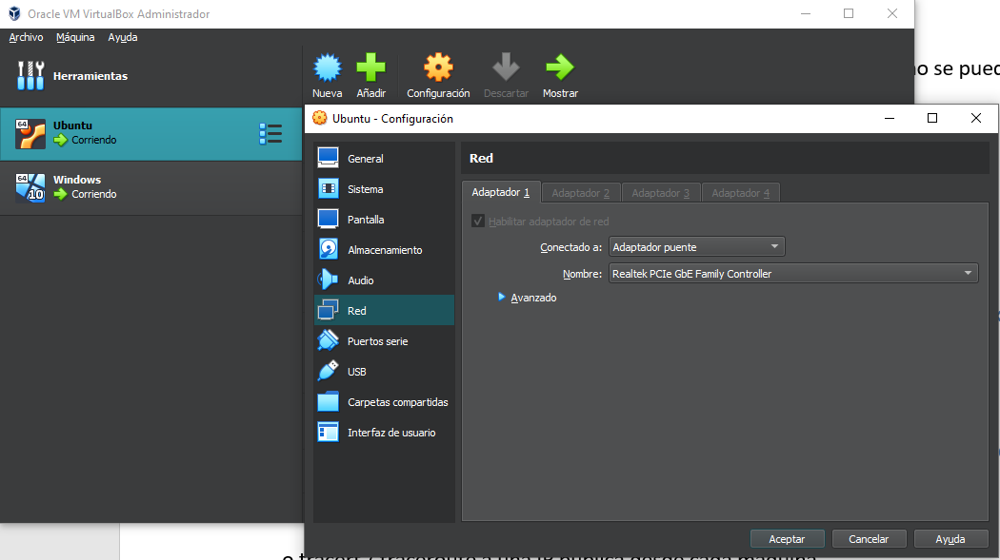 Oracle VM VirtualBox Administrador
Archivo Máquina Ayuda
Herramientas
Nueva Añadir Configuración Descartar Mostrar
64 Ubuntu
Corriendo
64 10 Windows
Corriendo
no se pued
Ubuntu - Configuración
General
Sistema
Pantalla
Almacenamiento
Audio
Red
Puertos serie
USB
Carpetas compartidas
Interfaz de usuario
Red
Adaptador 1 Adaptador 2 Adaptador 3 Adaptador 4
Habilitar adaptador de red
Conectado a: Adaptador puente
Nombre: Realtek PCIe GbE Family Controller
Avanzado
Aceptar Cancelar Ayuda